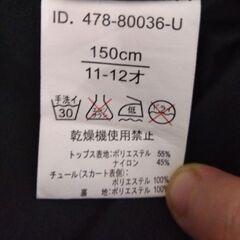 ID. 478-80036-U
150cm
11-12才
手洗イ
30
低
ドライ
乾燥機使用禁止
トップス表地:ポリエステル 55%
ナイロン 45%
チュール(スカート表側):
ポリエステル 100%
裏 地:ポリエステル 100%